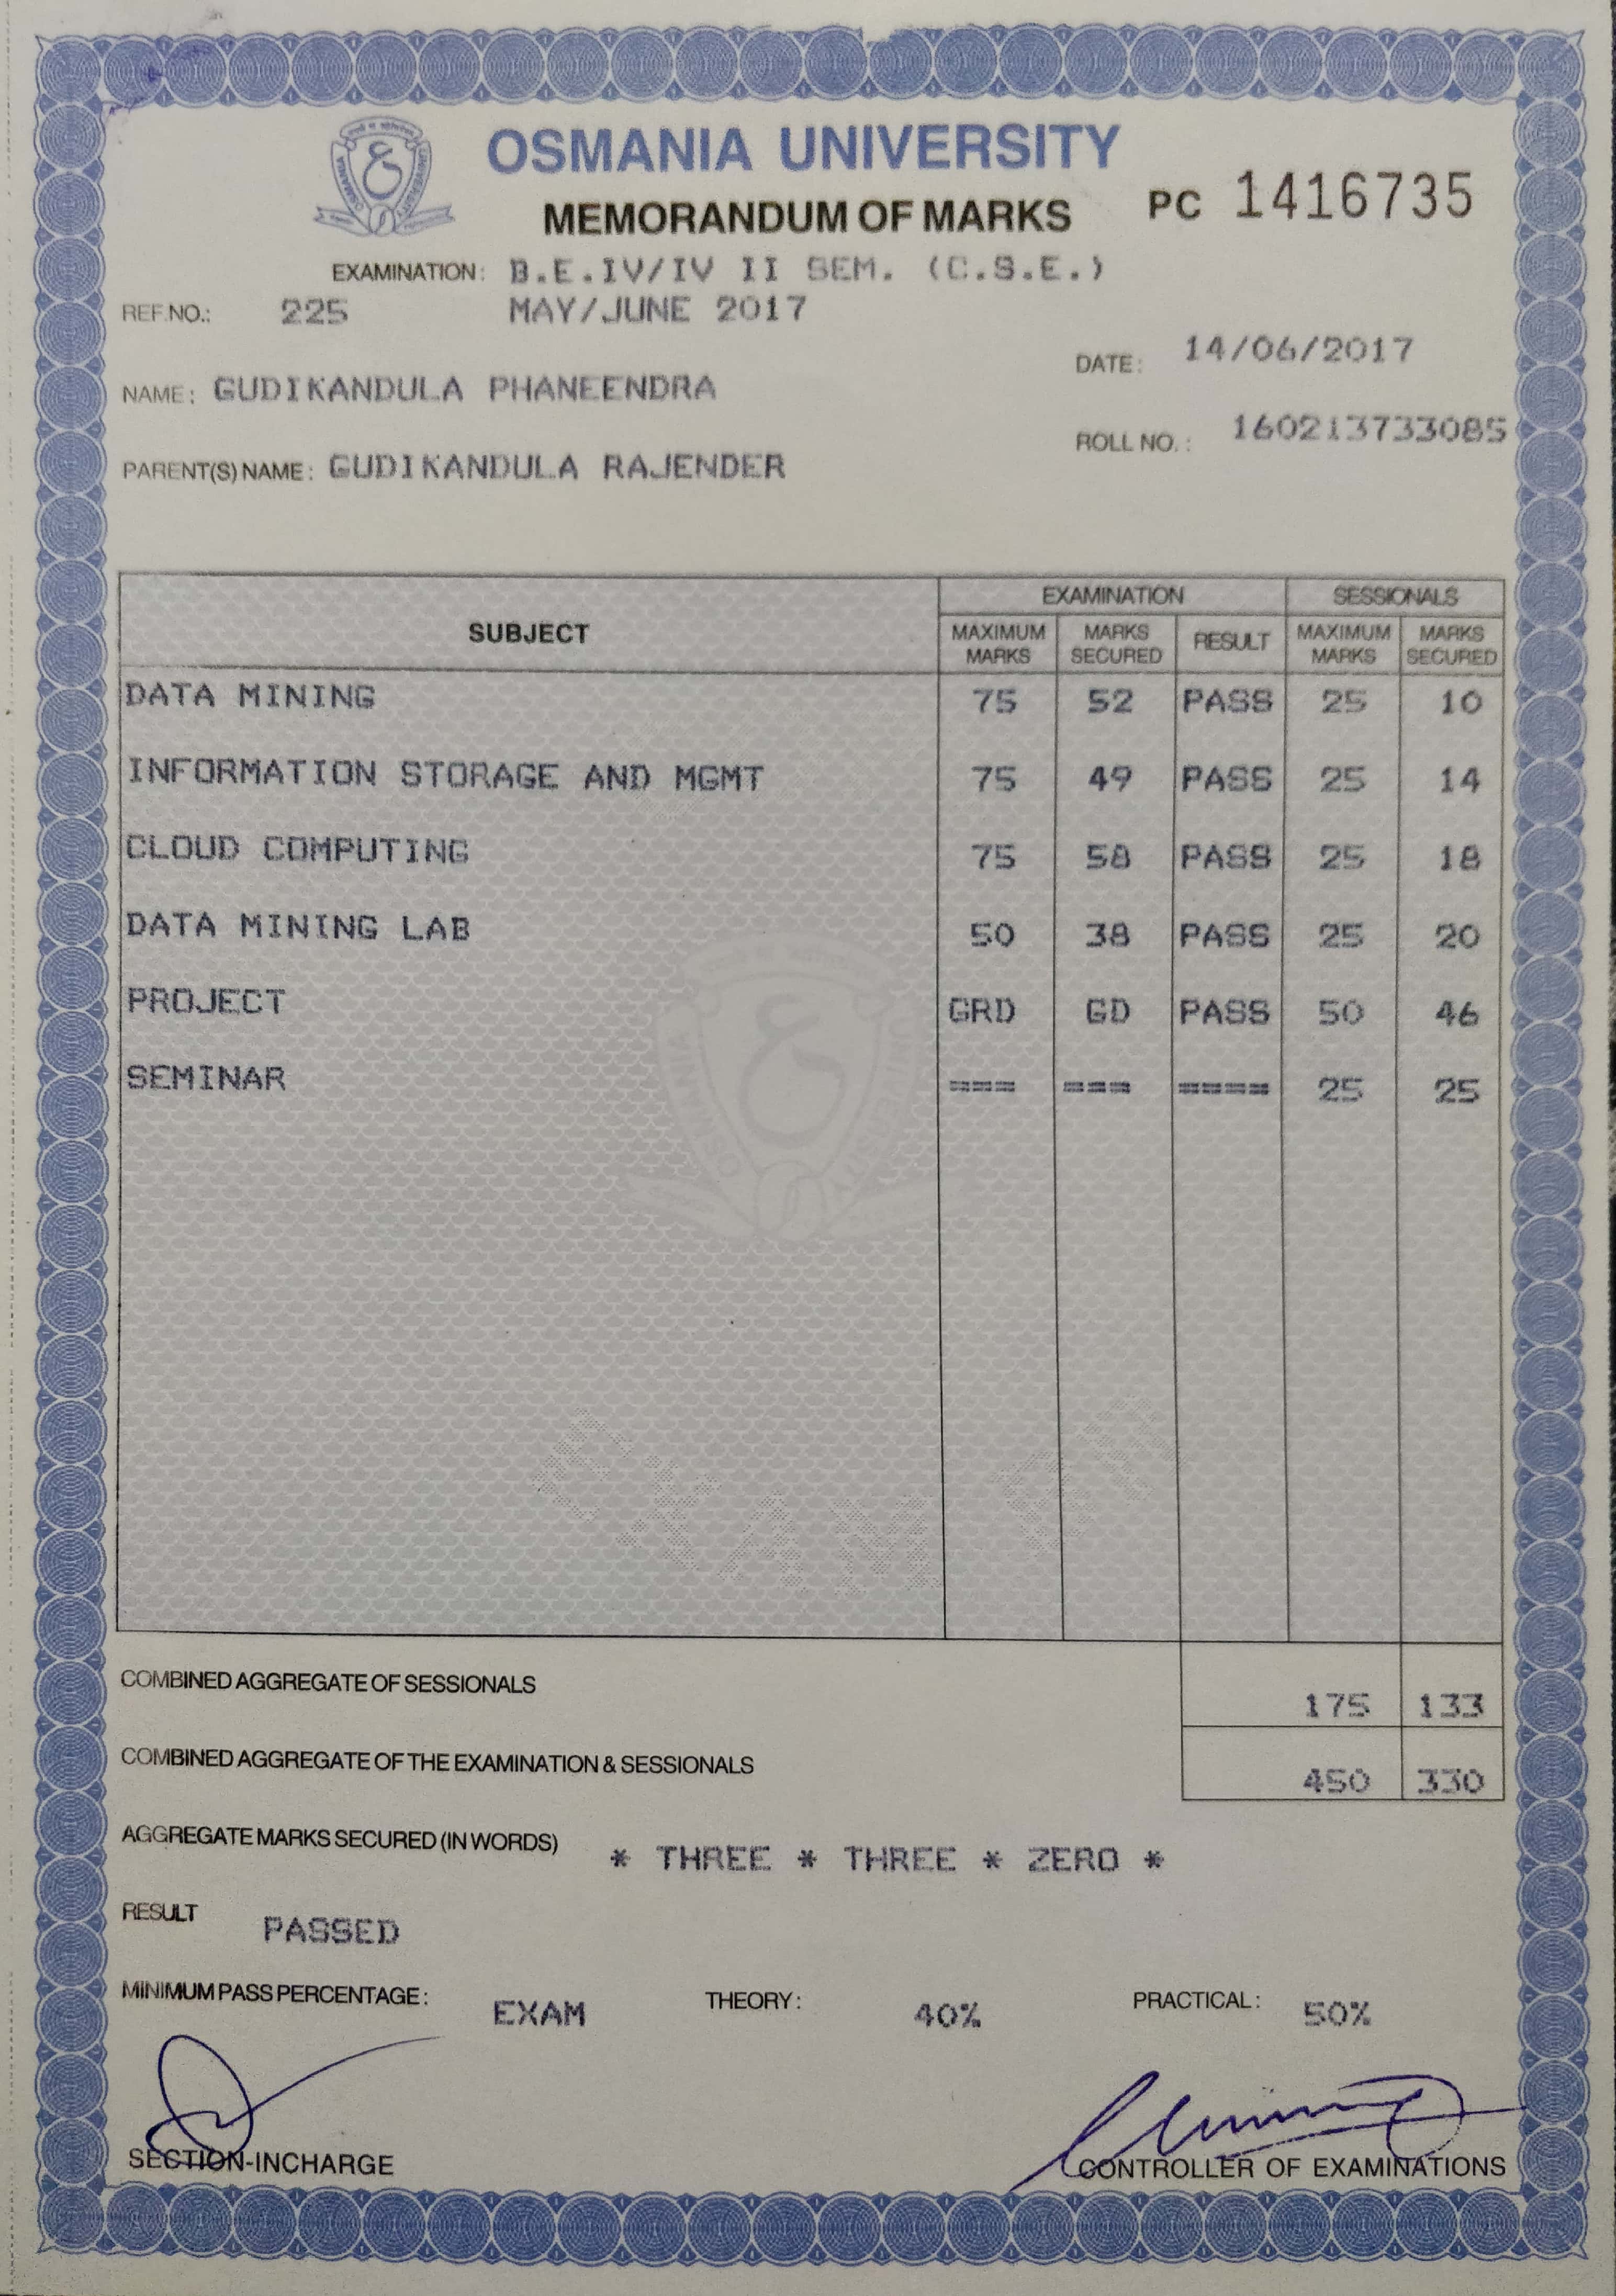 OSMANIA UNIVERSITY
MEMORANDUM OF MARKS
PC 1416735
EXAMINATION: B.E.IV/IV II SEM. (C.S.E.)
REF.NO.: 225 MAY/JUNE 2017
DATE: 14/06/2017
NAME: GUDIKANDULA PHANEENDRA
ROLL NO.: 160213733085
PARENT(S) NAME: GUDIKANDULA RAJENDER
EXAMINATION SESSIONALS
SUBJECT MAXIMUM MARKS MARKS SECURED RESULT MAXIMUM MARKS MARKS SECURED
DATA MINING 75 52 PASS 25 10
INFORMATION STORAGE AND MGMT 75 49 PASS 25 14
CLOUD COMPUTING 75 58 PASS 25 18
DATA MINING LAB 50 38 PASS 25 20
PROJECT GRD GD PASS 50 46
SEMINAR === === ==== 25 25
EXAM
COMBINED AGGREGATE OF SESSIONALS 175 133
COMBINED AGGREGATE OF THE EXAMINATION & SESSIONALS 450 330
AGGREGATE MARKS SECURED (IN WORDS) * THREE * THREE * ZERO *
RESULT PASSED
MINIMUM PASS PERCENTAGE: EXAM THEORY: 40% PRACTICAL: 50%
SECTION-INCHARGE
CONTROLLER OF EXAMINATIONS